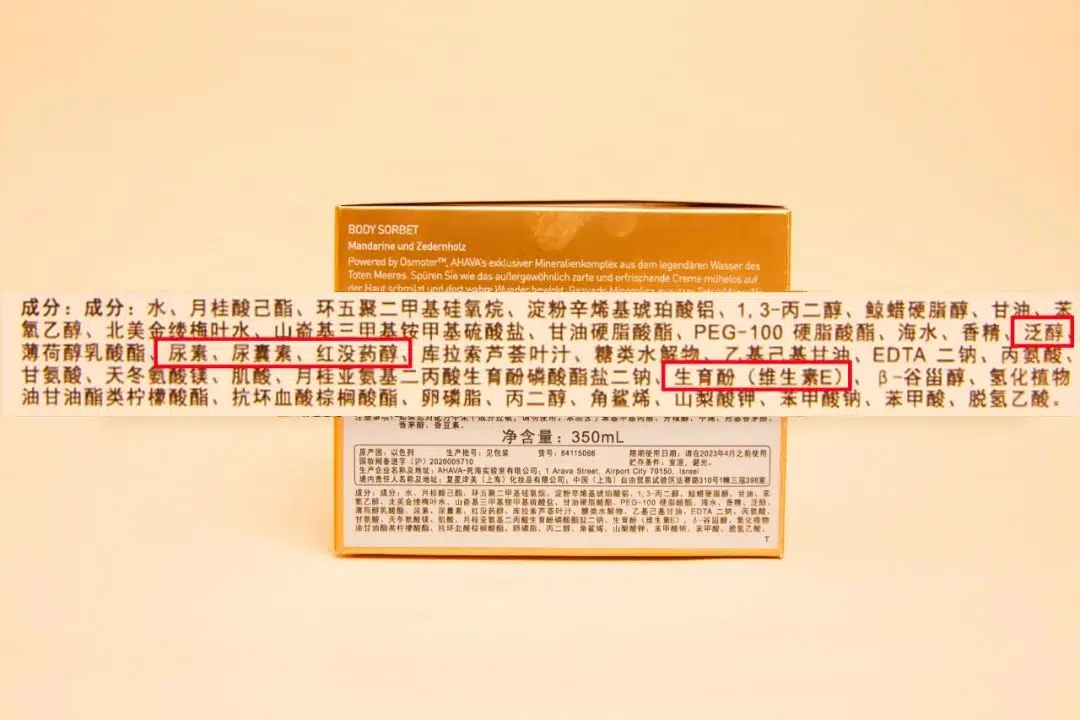 BODY SORBET
Mandarine und Zedernholz
Powered by Osmoter™, AHAVA's exklusiver Mineralienkomplex aus dem legendären Wasser des
Toten Meeres. Spüren Sie wie das außergewöhnlich zarte und erfrischende Creme mühelos auf
成分：成分：水、月桂酸己酯、环五聚二甲基硅氧烷、淀粉辛烯基琥珀酸铝、1,3-丙二醇、鲸蜡硬脂醇、甘油、苯
氧乙醇、北美金缕梅叶水、山嵛基三甲基铵甲基硫酸盐、甘油硬脂酸酯、PEG-100 硬脂酸酯、海水、香精、泛醇
薄荷醇乳酸酯、尿素、尿囊素、红没药醇、库拉索芦荟叶汁、糖类水解物、乙基己基甘油、EDTA 二钠、丙氨酸、
甘氨酸、天冬氨酸镁、肌酸、月桂亚氨基二丙酸生育酚磷酸酯盐二钠、生育酚（维生素E）、β-谷甾醇、氢化植物
油甘油酯类柠檬酸酯、抗坏血酸棕榈酸酯、卵磷脂、丙二醇、角鲨烯、山梨酸钾、苯甲酸钠、苯甲酸、脱氢乙酸。
香茅醇、香豆素。
净含量：350mL
原产国：以色列 生产批号：见包装 货号：84115066 限期使用日期：请在2023年4月之前使用
国妆网备进字（沪）2020005710 贮存条件：室温，避光。
生产企业名称及地址：AHAVA-死海实验室有限公司；1 Arava Street, Airport City 70150, Israel
境内责任人名称及地址：复星津美（上海）化妆品有限公司；中国（上海）自由贸易试验区法赛路310号1幢三层398室
成分：成分：水、月桂酸己酯、环五聚二甲基硅氧烷、淀粉辛烯基琥珀酸铝、1,3-丙二醇、鲸蜡硬脂醇、甘油、苯
氧乙醇、北美金缕梅叶水、山嵛基三甲基铵甲基硫酸盐、甘油硬脂酸酯、PEG-100 硬脂酸酯、海水、香精、泛醇、
薄荷醇乳酸酯、尿素、尿囊素、红没药醇、库拉索芦荟叶汁、糖类水解物、乙基己基甘油、EDTA 二钠、丙氨酸、
甘氨酸、天冬氨酸镁、肌酸、月桂亚氨基二丙酸生育酚磷酸酯盐二钠、生育酚（维生素E）、β-谷甾醇、氢化植物
油甘油酯类柠檬酸酯、抗坏血酸棕榈酸酯、卵磷脂、丙二醇、角鲨烯、山梨酸钾、苯甲酸钠、苯甲酸、脱氢乙酸。
T